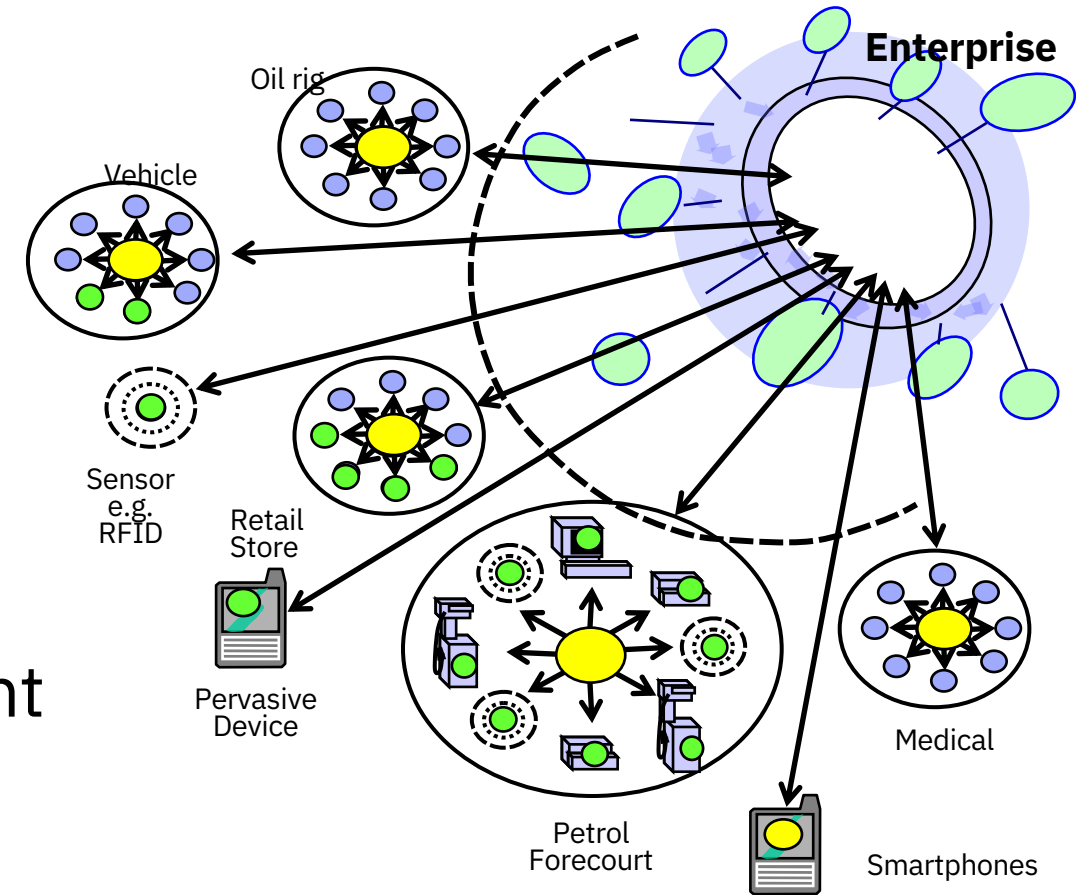 Enterprise
Oil rig
Vehicle
Sensor
e.g.
RFID
Retail
Store
Pervasive
Device
nt
Medical
Petrol
Forecourt
Smartphones